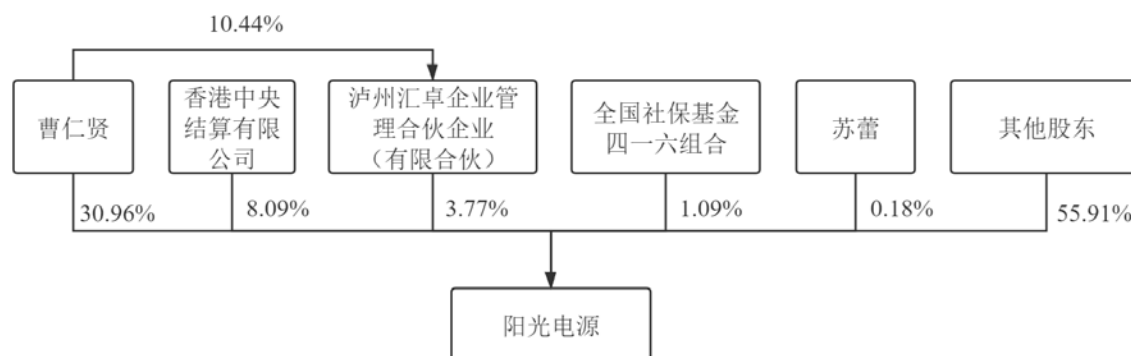 10.44%
曹仁贤
香港中央
结算有限
公司
泸州汇卓企业管
理合伙企业
（有限合伙）
全国社保基金
四一六组合
苏蕾
其他股东
30.96%
8.09%
3.77%
1.09%
0.18%
55.91%
阳光电源